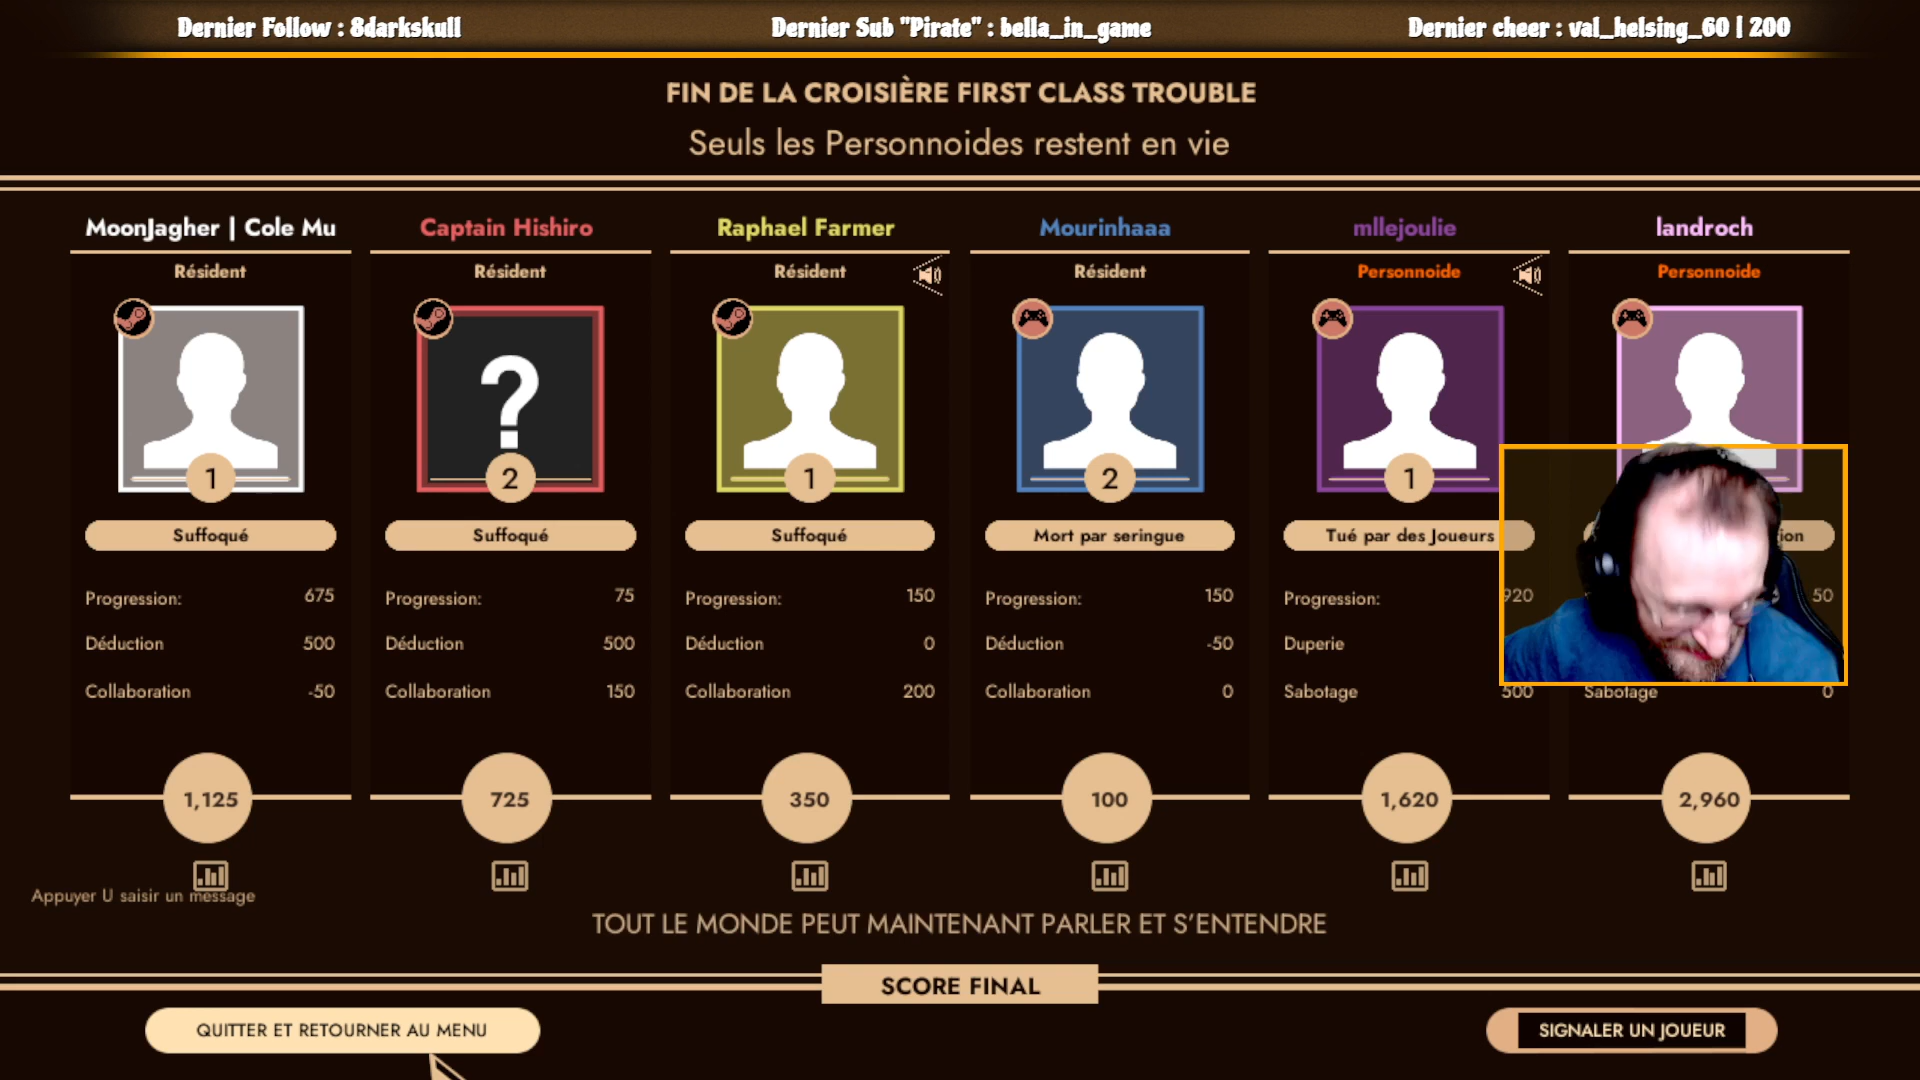 Dernier Follow : 8darkskull
Dernier Sub "Pirate" : bella_in_game
Dernier cheer : val_helsing_60 | 200
FIN DE LA CROISIÈRE FIRST CLASS TROUBLE
Seuls les Personnoides restent en vie
MoonJagher | Cole Mu
Résident
1
Suffoqué
Progression: 675
Déduction 500
Collaboration -50
1,125
Captain Hishiro
Résident
?
2
Suffoqué
Progression: 75
Déduction 500
Collaboration 150
725
Raphael Farmer
Résident
1
Suffoqué
Progression: 150
Déduction 0
Collaboration 200
350
Mourinhaaa
Résident
2
Mort par seringue
Progression: 150
Déduction -50
Collaboration 0
100
mllejoulie
Personnoide
1
Tué par des Joueurs
Progression: 920
Duperie
Sabotage 500
1,620
landroch
Personnoide
50
Sabotage 0
2,960
Appuyer U saisir un message
TOUT LE MONDE PEUT MAINTENANT PARLER ET S'ENTENDRE
SCORE FINAL
QUITTER ET RETOURNER AU MENU
SIGNALER UN JOUEUR